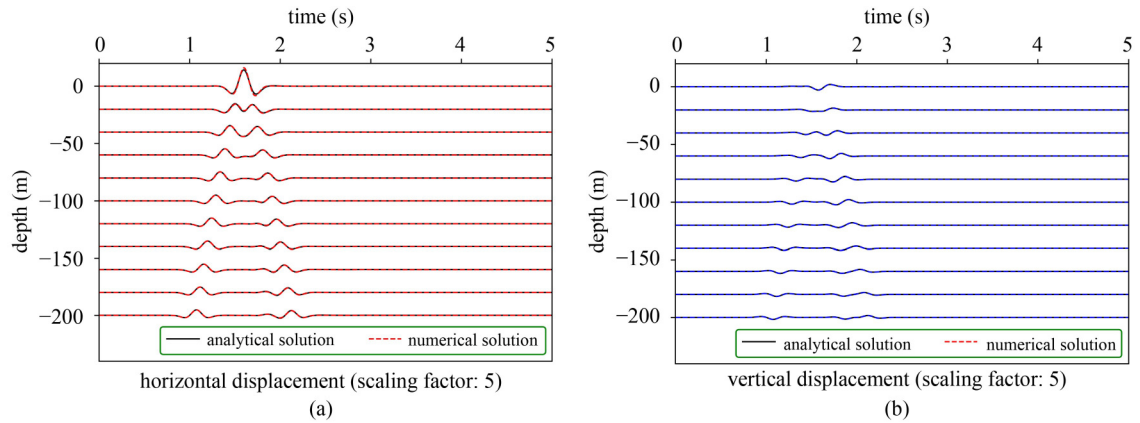 time (s)
0 1 2 3 4 5
0
−50
−100
−150
−200
depth (m)
analytical solution numerical solution
horizontal displacement (scaling factor: 5)
(a)
time (s)
0 1 2 3 4 5
0
−50
−100
−150
−200
depth (m)
analytical solution numerical solution
vertical displacement (scaling factor: 5)
(b)